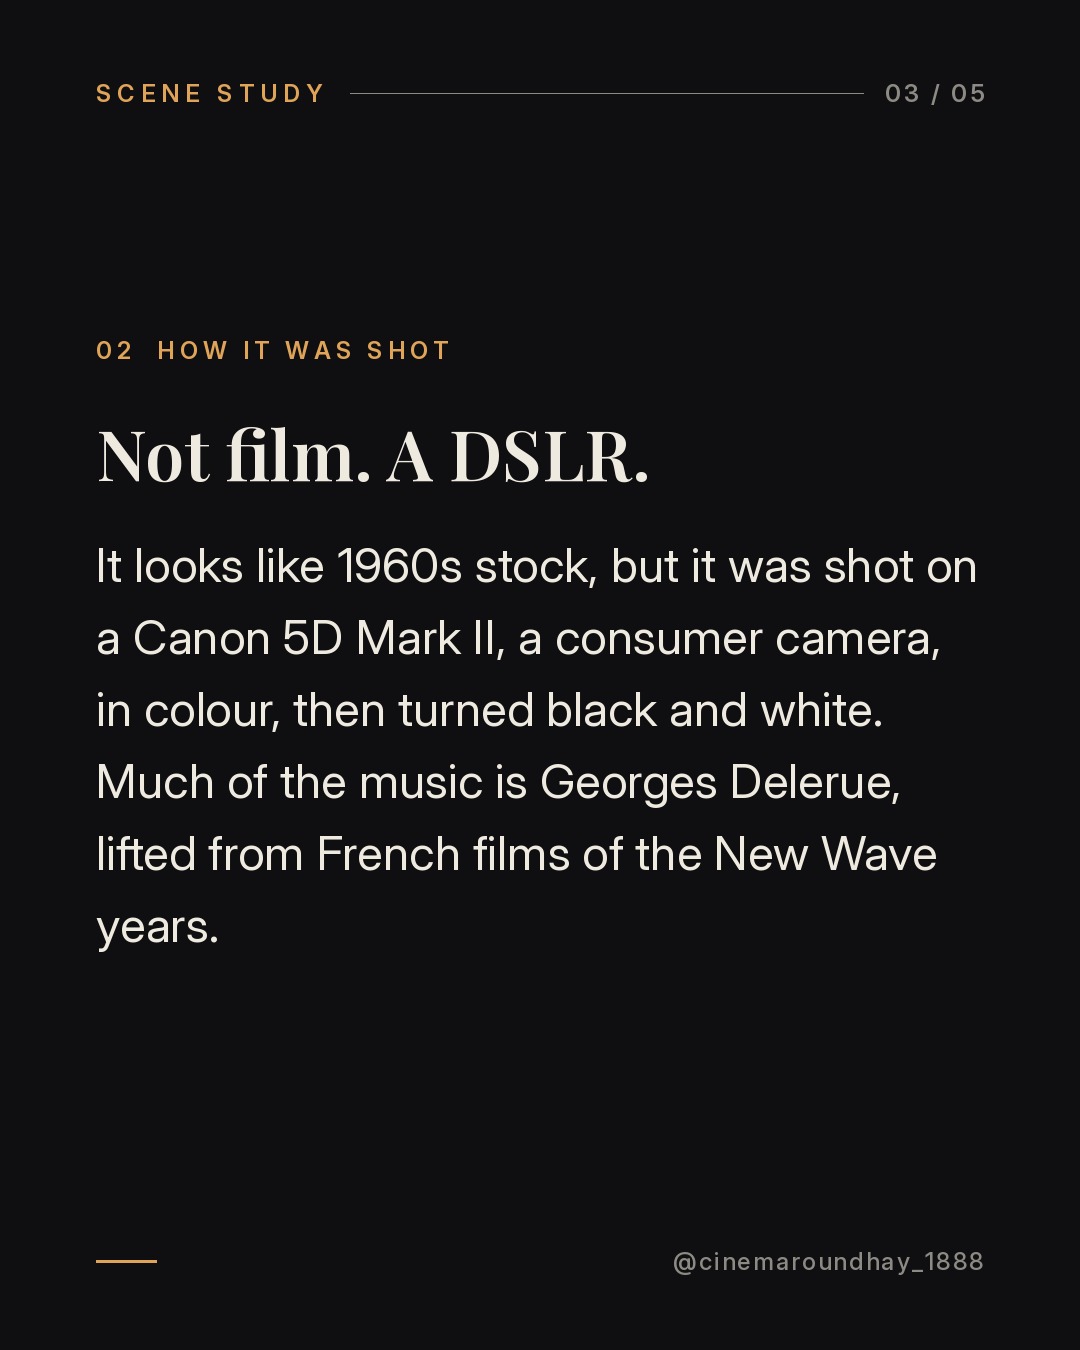 SCENE STUDY
03 / 05
02 HOW IT WAS SHOT
Not film. A DSLR.
It looks like 1960s stock, but it was shot on
a Canon 5D Mark II, a consumer camera,
in colour, then turned black and white.
Much of the music is Georges Delerue,
lifted from French films of the New Wave
years.
@cinemaroundhay_1888